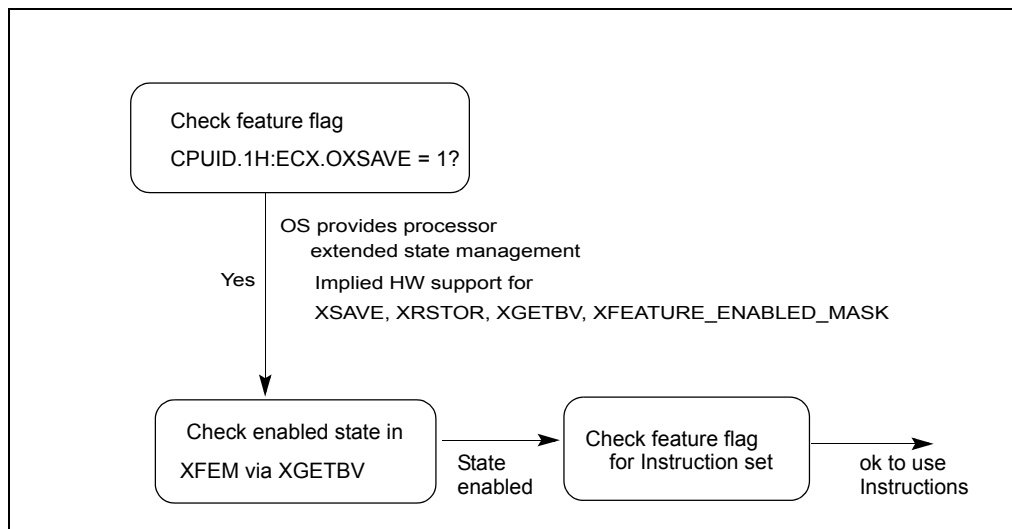 Check feature flag
CPUID.1H:ECX.OXSAVE = 1?
OS provides processor
extended state management
Yes
Implied HW support for
XSAVE, XRSTOR, XGETBV, XFEATURE_ENABLED_MASK
Check enabled state in
XFEM via XGETBV
State
enabled
Check feature flag
for Instruction set
ok to use
Instructions